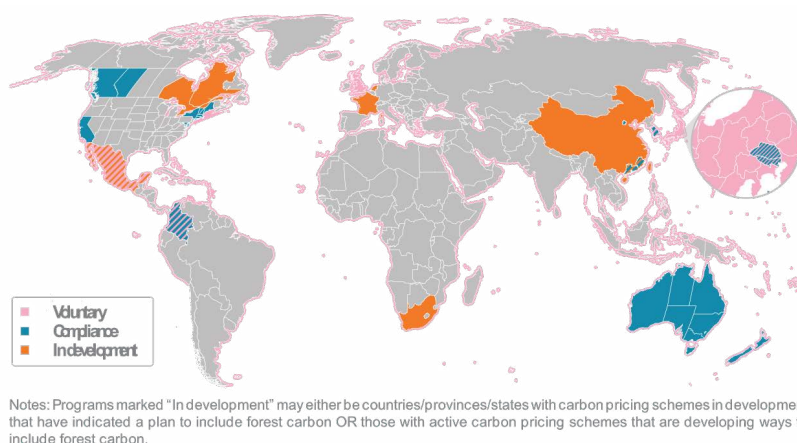 Voluntary
Compliance
In development
Notes: Programs marked “In development” may either be countries/provinces/states with carbon pricing schemes in developme
that have indicated a plan to include forest carbon OR those with active carbon pricing schemes that are developing ways
include forest carbon.